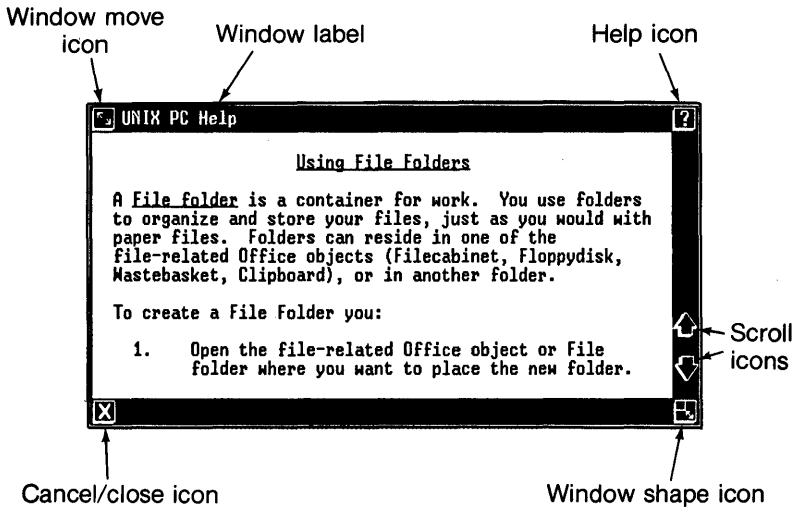 Window move
icon
Window label
Help icon
UNIX PC Help
?
Using File Folders
A File folder is a container for work. You use folders
to organize and store your files, just as you would with
paper files. Folders can reside in one of the
file-related Office objects (Filecabinet, Floppydisk,
Wastebasket, Clipboard), or in another folder.
To create a File Folder you:
1. Open the file-related Office object or File
folder where you want to place the new folder.
Scroll
icons
X
Cancel/close icon
Window shape icon